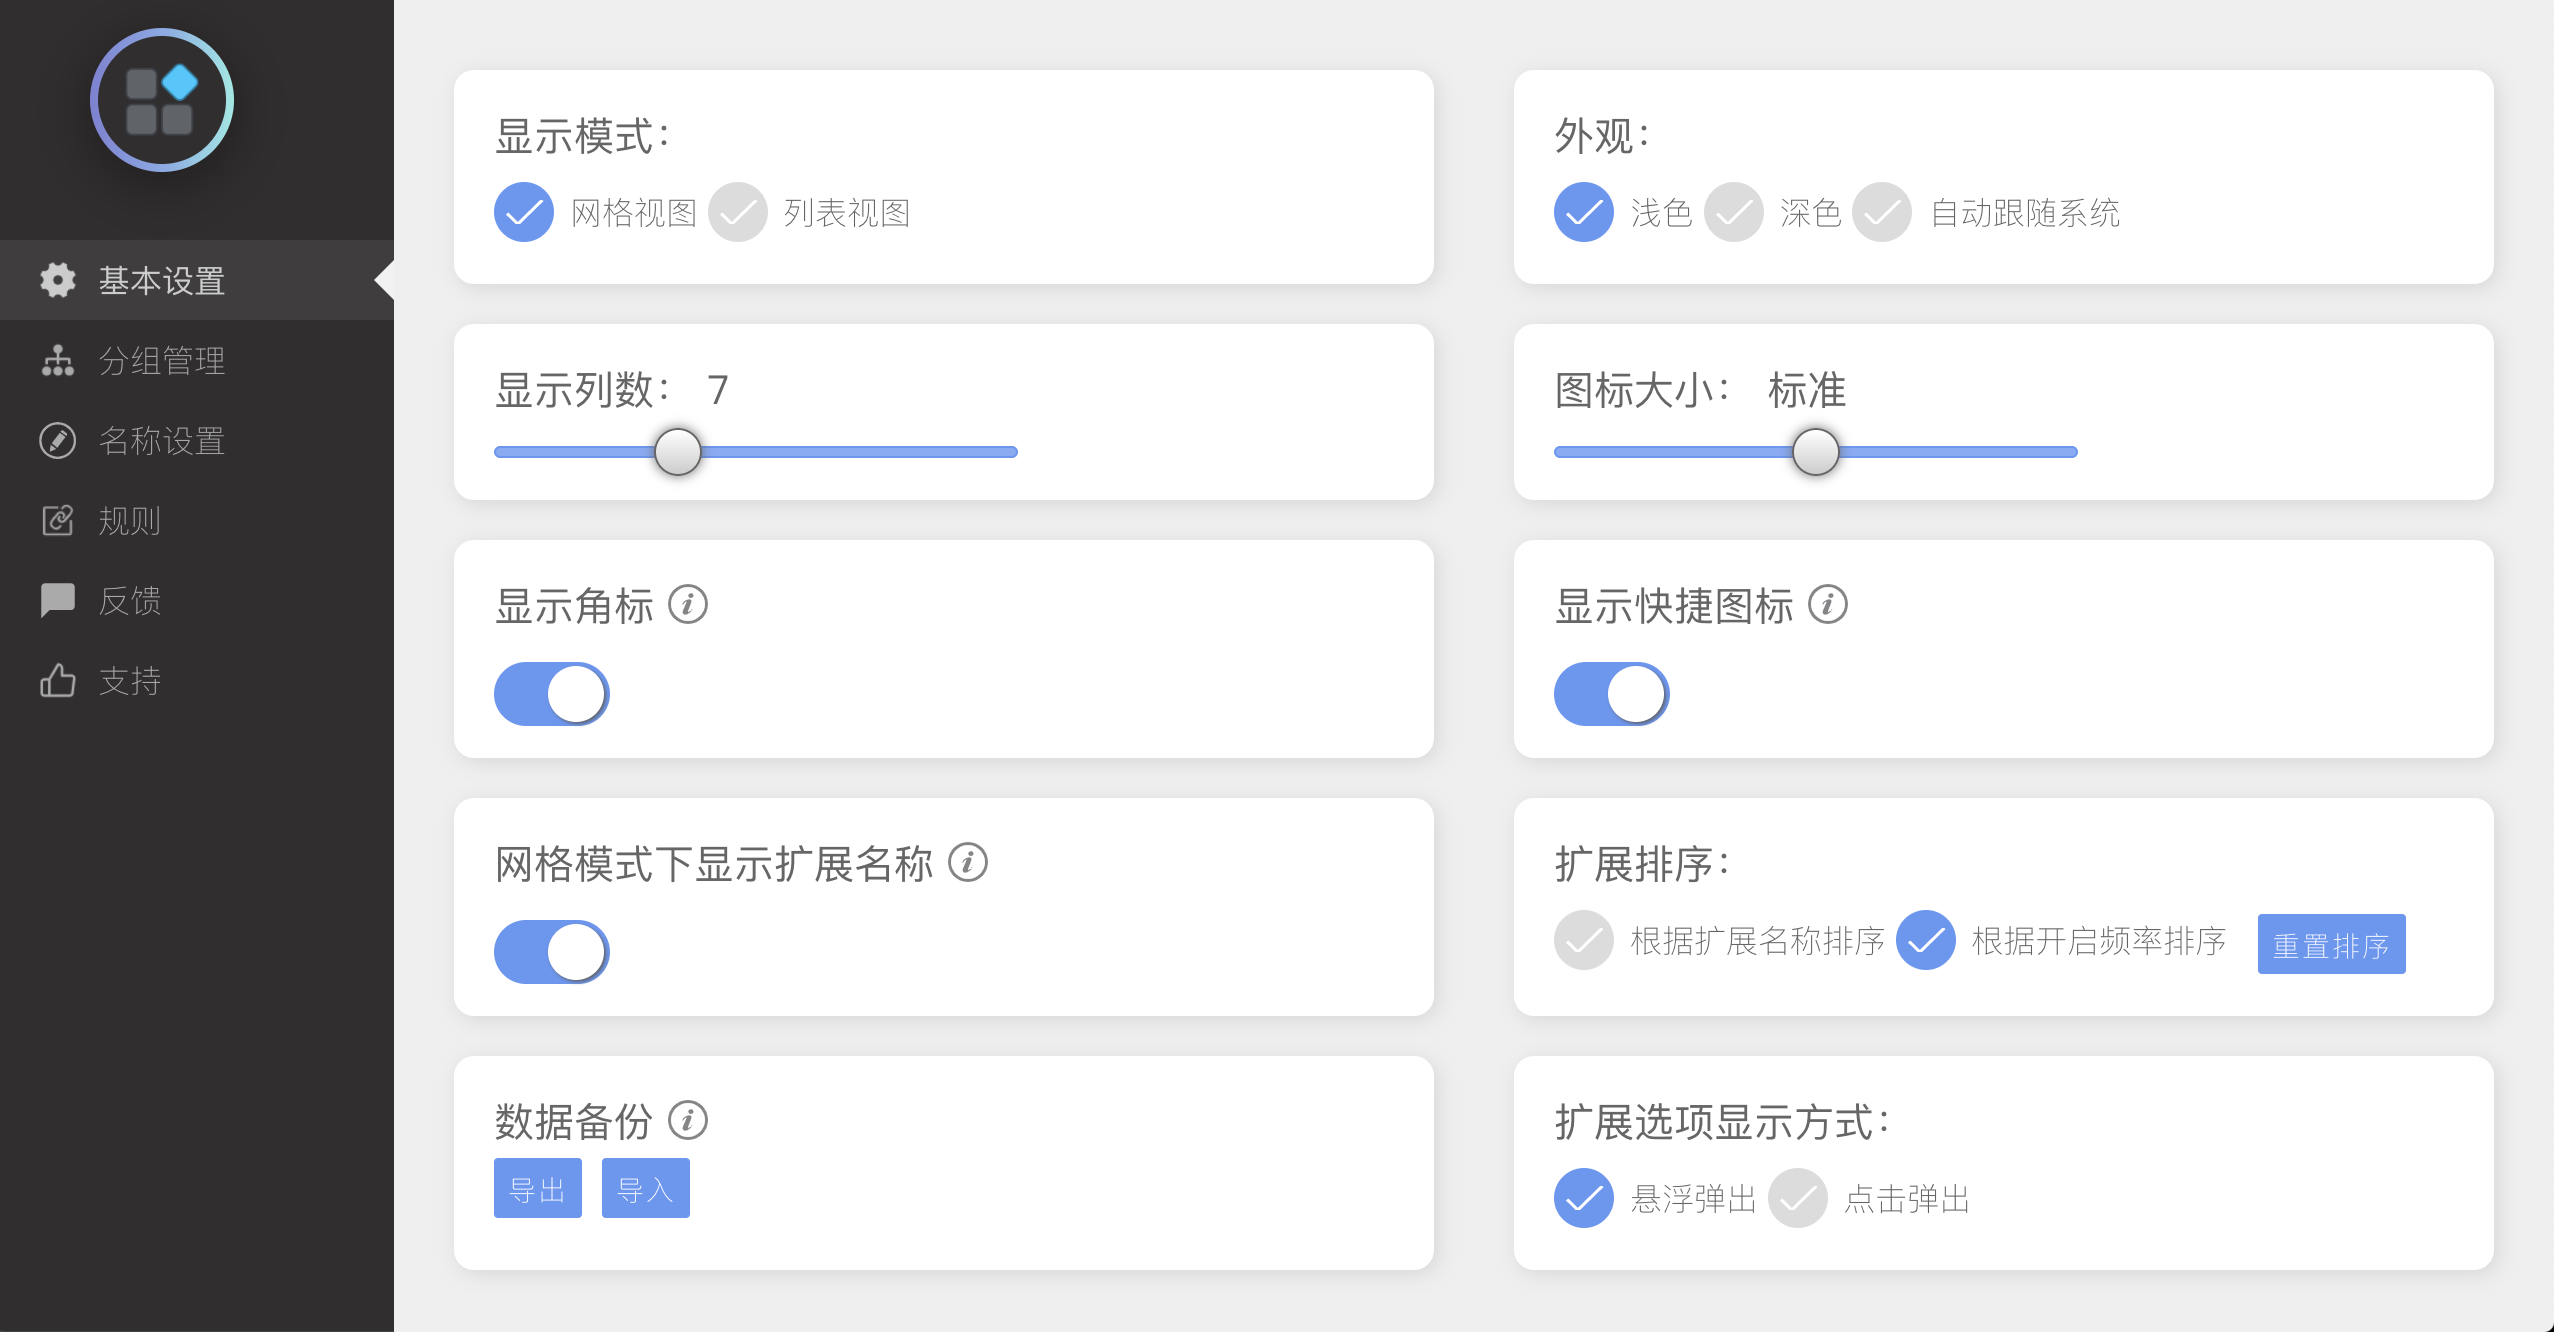 基本设置
分组管理
名称设置
规则
反馈
支持
显示模式：
网格视图 列表视图
外观：
浅色 深色 自动跟随系统
显示列数： 7
图标大小： 标准
显示角标
显示快捷图标
网格模式下显示扩展名称
扩展排序：
根据扩展名称排序 根据开启频率排序 重置排序
数据备份
导出 导入
扩展选项显示方式：
悬浮弹出 点击弹出